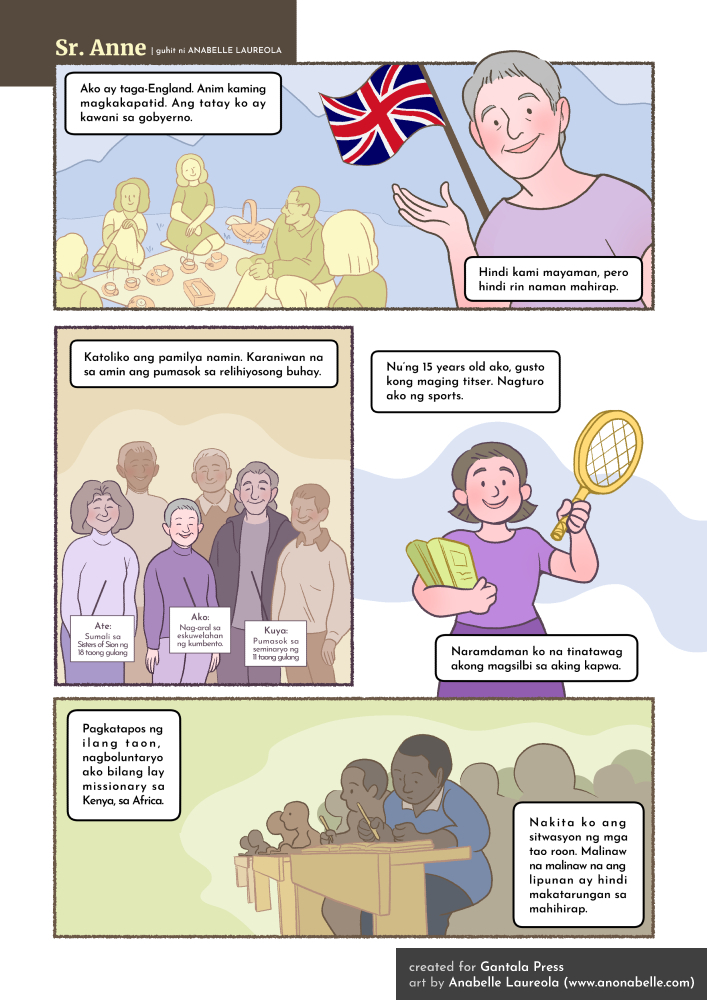 Sr. Anne | guhit ni ANABELLE LAUREOLA
Ako ay taga-England. Anim kaming
magkakapatid. Ang tatay ko ay
kawani sa gobyerno.
Hindi kami mayaman, pero
hindi rin naman mahirap.
Katoliko ang pamilya namin. Karaniwan na
sa amin ang pumasok sa relihiyosong buhay.
Ate:
Sumali sa
Sisters of Sion ng
18 taong gulang
Ako:
Nag-aral sa
eskuwelahan
ng kumbento.
Kuya:
Pumasok sa
seminaryo ng
11 taong gulang
Nu'ng 15 years old ako, gusto
kong maging titser. Nagturo
ako ng sports.
Naramdaman ko na tinatawag
akong magsilbi sa aking kapwa.
Pagkatapos ng
ilang taon,
nagboluntaryo
ako bilang lay
missionary sa
Kenya, sa Africa.
Nakita ko ang
sitwasyon ng mga
tao roon. Malinaw
na malinaw na ang
lipunan ay hindi
makatarungan sa
mahihirap.
created for Gantala Press
art by Anabelle Laureola (www.anonabelle.com)